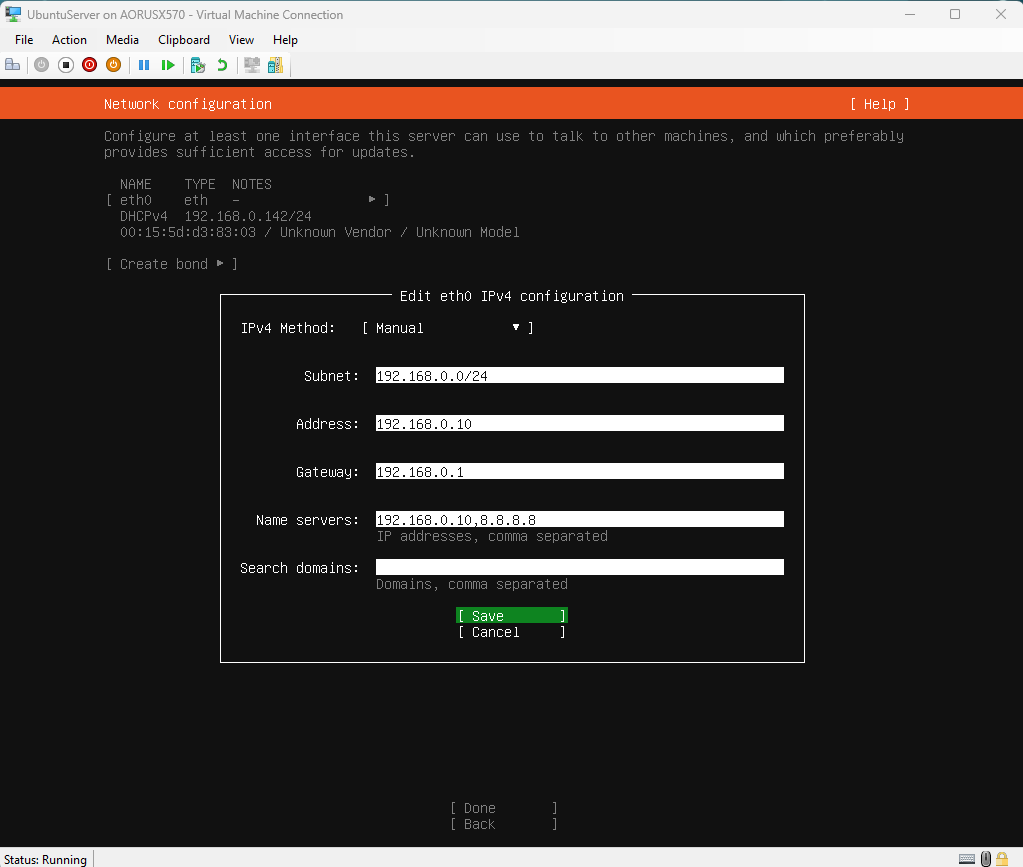 UbuntuServer on AORUSX570 - Virtual Machine Connection
File Action Media Clipboard View Help
Network configuration [ Help ]
Configure at least one interface this server can use to talk to other machines, and which preferably
provides sufficient access for updates.
NAME TYPE NOTES
[ eth0 eth - ▸ ]
DHCPv4 192.168.0.142/24
00:15:5d:d3:83:03 / Unknown Vendor / Unknown Model
[ Create bond ▸ ]
Edit eth0 IPv4 configuration
IPv4 Method: [ Manual ▾ ]
Subnet: 192.168.0.0/24
Address: 192.168.0.10
Gateway: 192.168.0.1
Name servers: 192.168.0.10,8.8.8.8
IP addresses, comma separated
Search domains:
Domains, comma separated
[ Save ]
[ Cancel ]
[ Done ]
[ Back ]
Status: Running